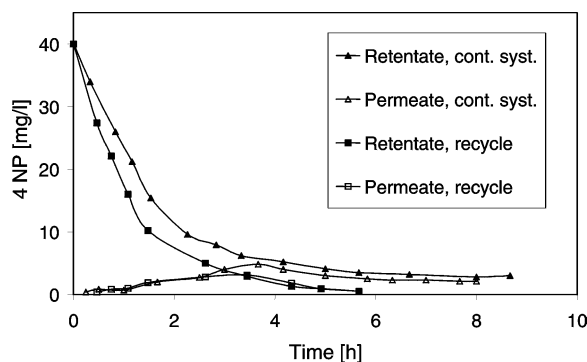 4 NP [mg/l]
40
30
20
10
0
0
2
4
6
8
10
Time [h]
Retentate, cont. syst.
Permeate, cont. syst.
Retentate, recycle
Permeate, recycle